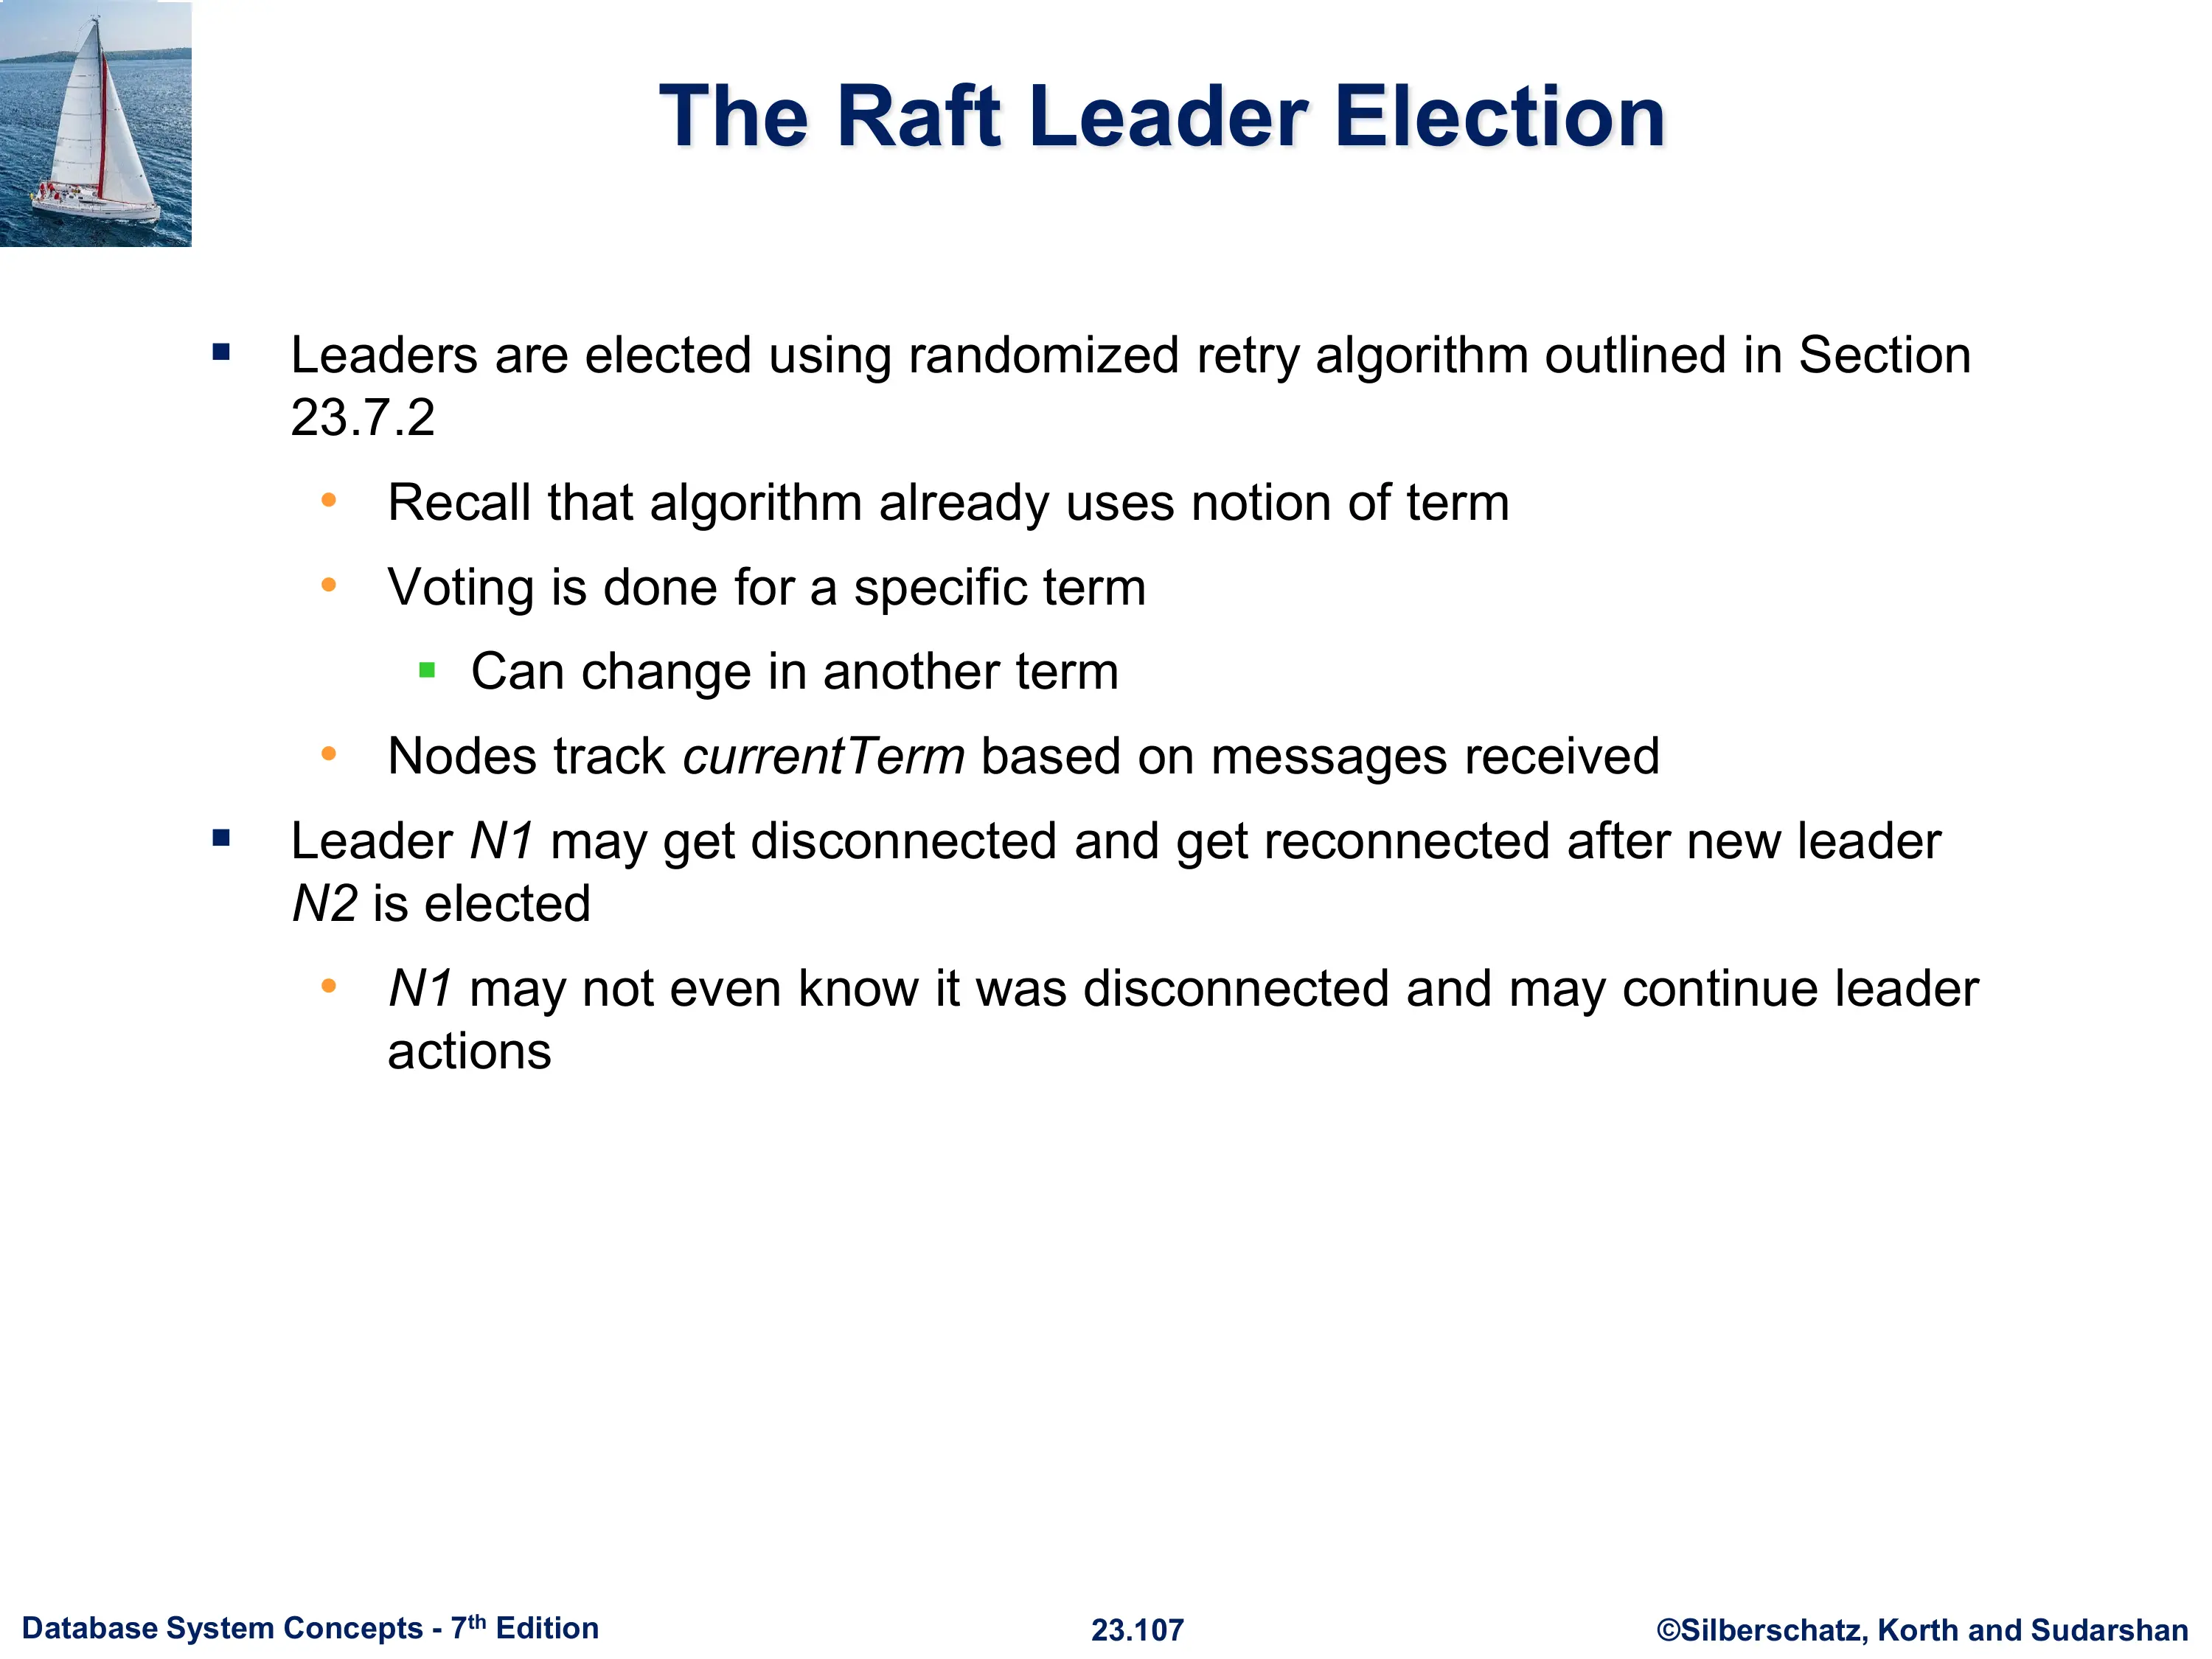 The Raft Leader Election
▪ Leaders are elected using randomized retry algorithm outlined in Section
23.7.2
• Recall that algorithm already uses notion of term
• Voting is done for a specific term
▪ Can change in another term
• Nodes track currentTerm based on messages received
▪ Leader N1 may get disconnected and get reconnected after new leader
N2 is elected
• N1 may not even know it was disconnected and may continue leader
actions
Database System Concepts - 7th Edition
23.107
©Silberschatz, Korth and Sudarshan